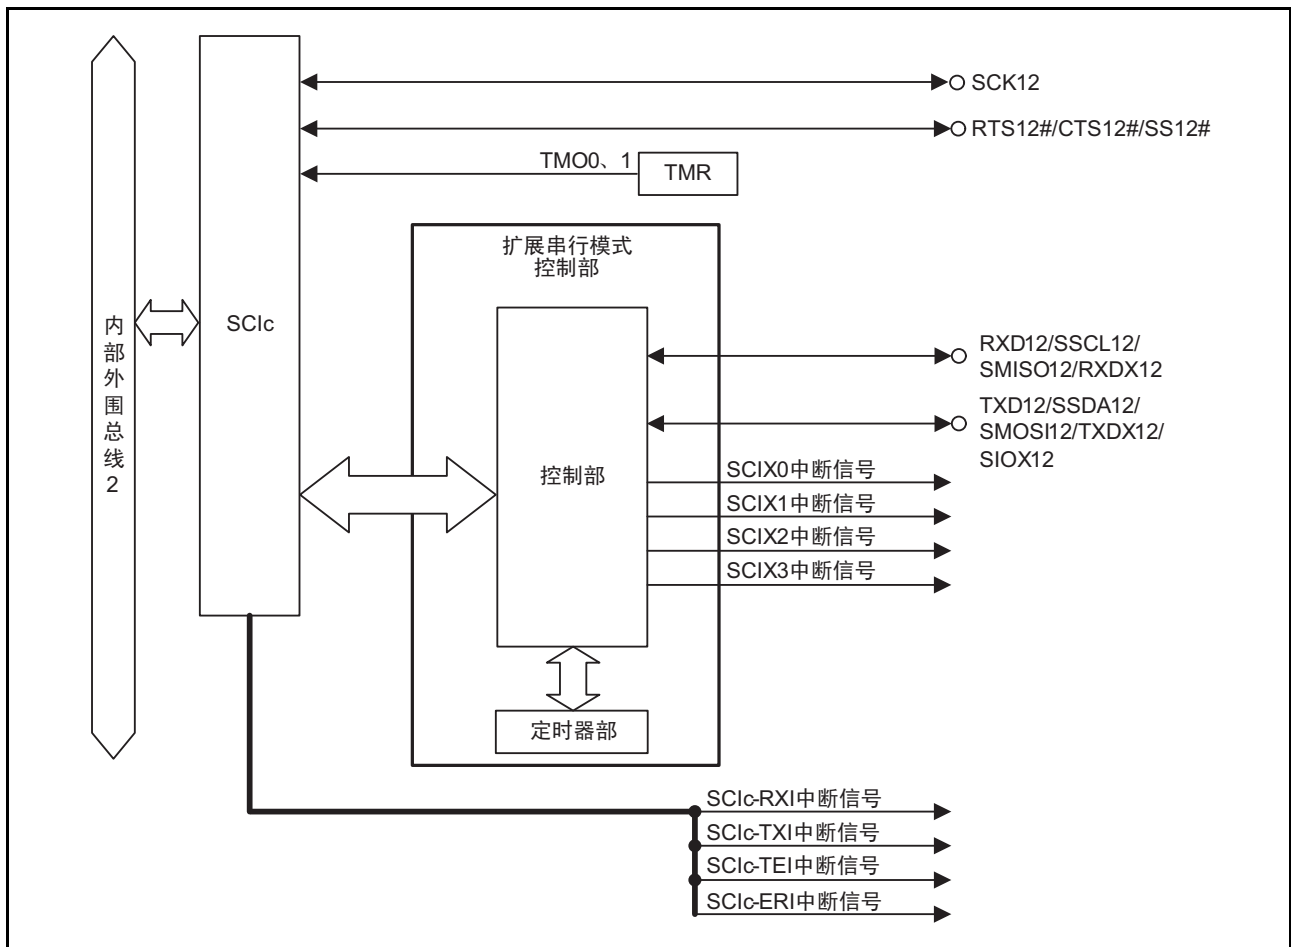 SCK12
RTS12#/CTS12#/SS12#
TMO0、1
TMR
扩展串行模式
控制部
内部外围总线2
SCIc
RXD12/SSCL12/
SMISO12/RXDX12
TXD12/SSDA12/
SMOSI12/TXDX12/
SIOX12
控制部
SCIX0中断信号
SCIX1中断信号
SCIX2中断信号
SCIX3中断信号
定时器部
SCIc-RXI中断信号
SCIc-TXI中断信号
SCIc-TEI中断信号
SCIc-ERI中断信号